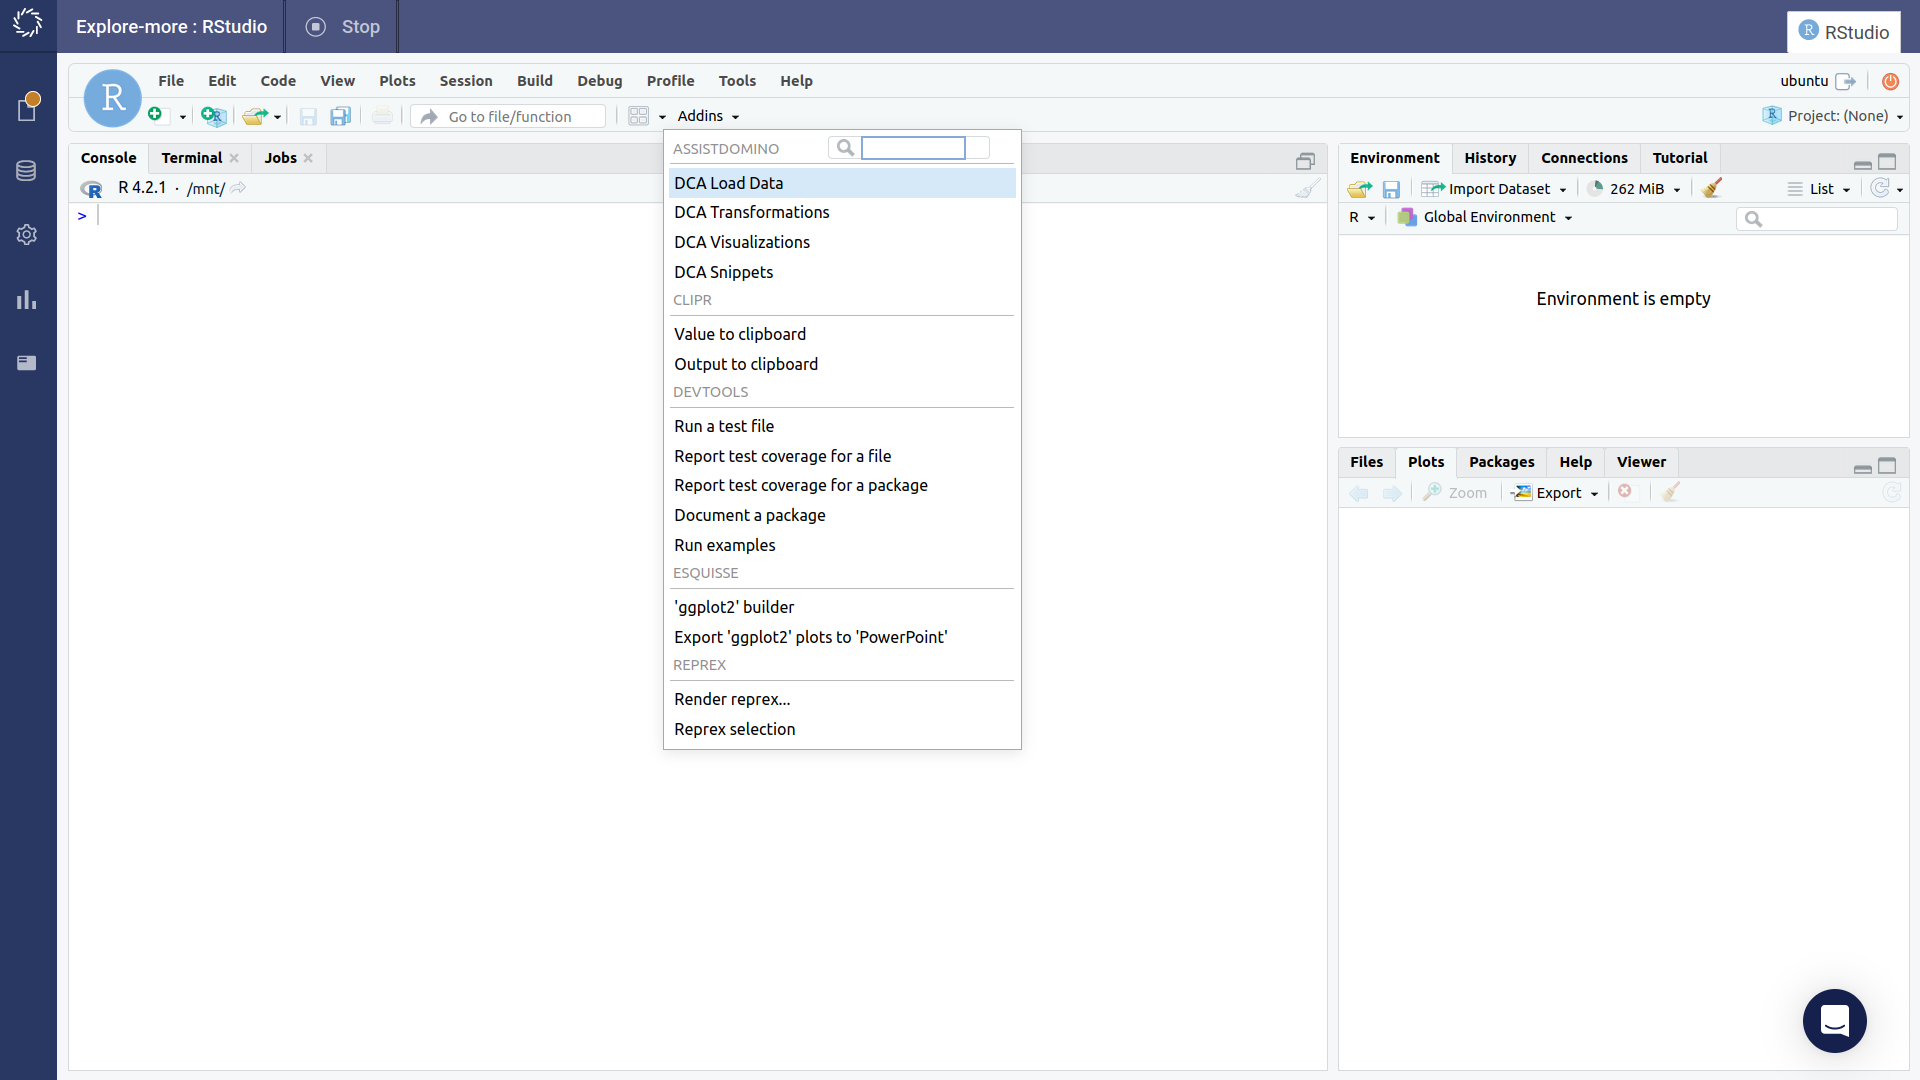 Explore-more : RStudio
Stop
RStudio
R
File Edit Code View Plots Session Build Debug Profile Tools Help
ubuntu
Go to file/function
Addins
Project: (None)
Console Terminal Jobs
R 4.2.1 · /mnt/
>
ASSISTDOMINO
DCA Load Data
DCA Transformations
DCA Visualizations
DCA Snippets
CLIPR
Value to clipboard
Output to clipboard
DEVTOOLS
Run a test file
Report test coverage for a file
Report test coverage for a package
Document a package
Run examples
ESQUISSE
'ggplot2' builder
Export 'ggplot2' plots to 'PowerPoint'
REPREX
Render reprex...
Reprex selection
Environment History Connections Tutorial
Import Dataset 262 MiB List
R Global Environment
Environment is empty
Files Plots Packages Help Viewer
Zoom Export